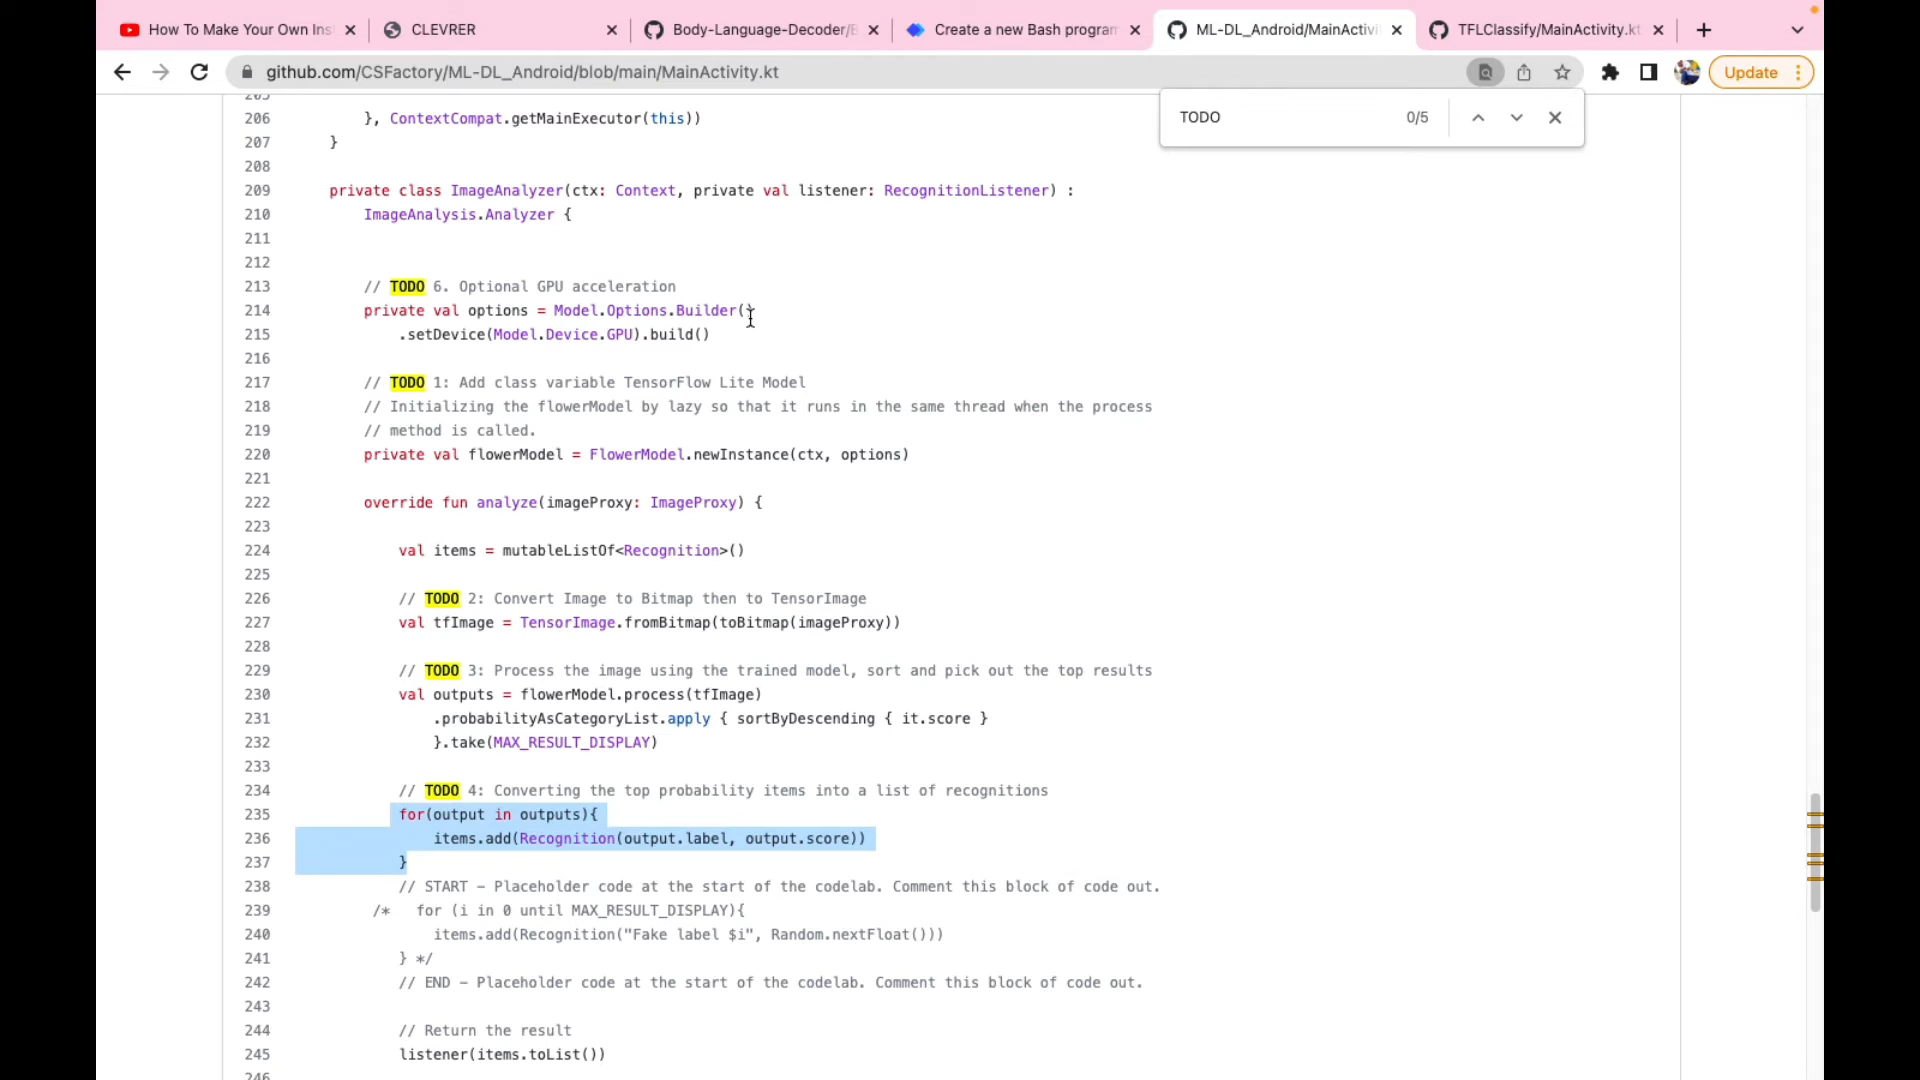 How To Make Your Own Ins
CLEVRER
Body-Language-Decoder/B
Create a new Bash program
ML-DL_Android/MainActivi
TFLClassify/MainActivity.kt
github.com/CSFactory/ML-DL_Android/blob/main/MainActivity.kt
Update
TODO 0/5
205
206 }, ContextCompat.getMainExecutor(this))
207 }
208
209 private class ImageAnalyzer(ctx: Context, private val listener: RecognitionListener) :
210 ImageAnalysis.Analyzer {
211
212
213 // TODO 6. Optional GPU acceleration
214 private val options = Model.Options.Builder()
215 .setDevice(Model.Device.GPU).build()
216
217 // TODO 1: Add class variable TensorFlow Lite Model
218 // Initializing the flowerModel by lazy so that it runs in the same thread when the process
219 // method is called.
220 private val flowerModel = FlowerModel.newInstance(ctx, options)
221
222 override fun analyze(imageProxy: ImageProxy) {
223
224 val items = mutableListOf<Recognition>()
225
226 // TODO 2: Convert Image to Bitmap then to TensorImage
227 val tfImage = TensorImage.fromBitmap(toBitmap(imageProxy))
228
229 // TODO 3: Process the image using the trained model, sort and pick out the top results
230 val outputs = flowerModel.process(tfImage)
231 .probabilityAsCategoryList.apply { sortByDescending { it.score }
232 }.take(MAX_RESULT_DISPLAY)
233
234 // TODO 4: Converting the top probability items into a list of recognitions
235 for(output in outputs){
236 items.add(Recognition(output.label, output.score))
237 }
238 // START - Placeholder code at the start of the codelab. Comment this block of code out.
239 /* for (i in 0 until MAX_RESULT_DISPLAY){
240 items.add(Recognition("Fake label $i", Random.nextFloat()))
241 } */
242 // END - Placeholder code at the start of the codelab. Comment this block of code out.
243
244 // Return the result
245 listener(items.toList())
246